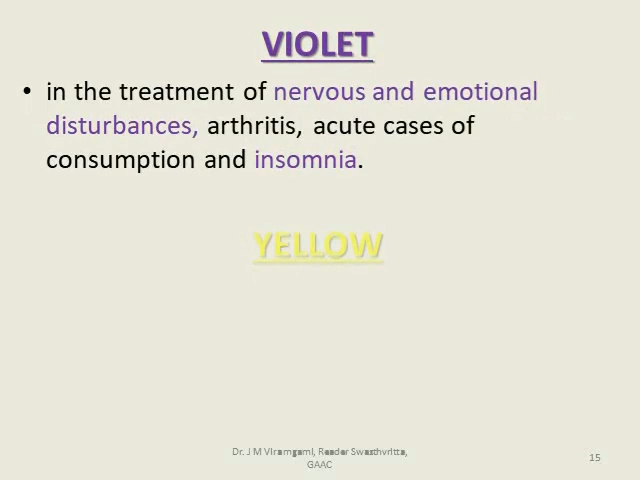 VIOLET
• in the treatment of nervous and emotional
disturbances, arthritis, acute cases of
consumption and insomnia.
YELLOW
Dr. J M Viramgami, Reader Swasthvritta,
GAAC
15